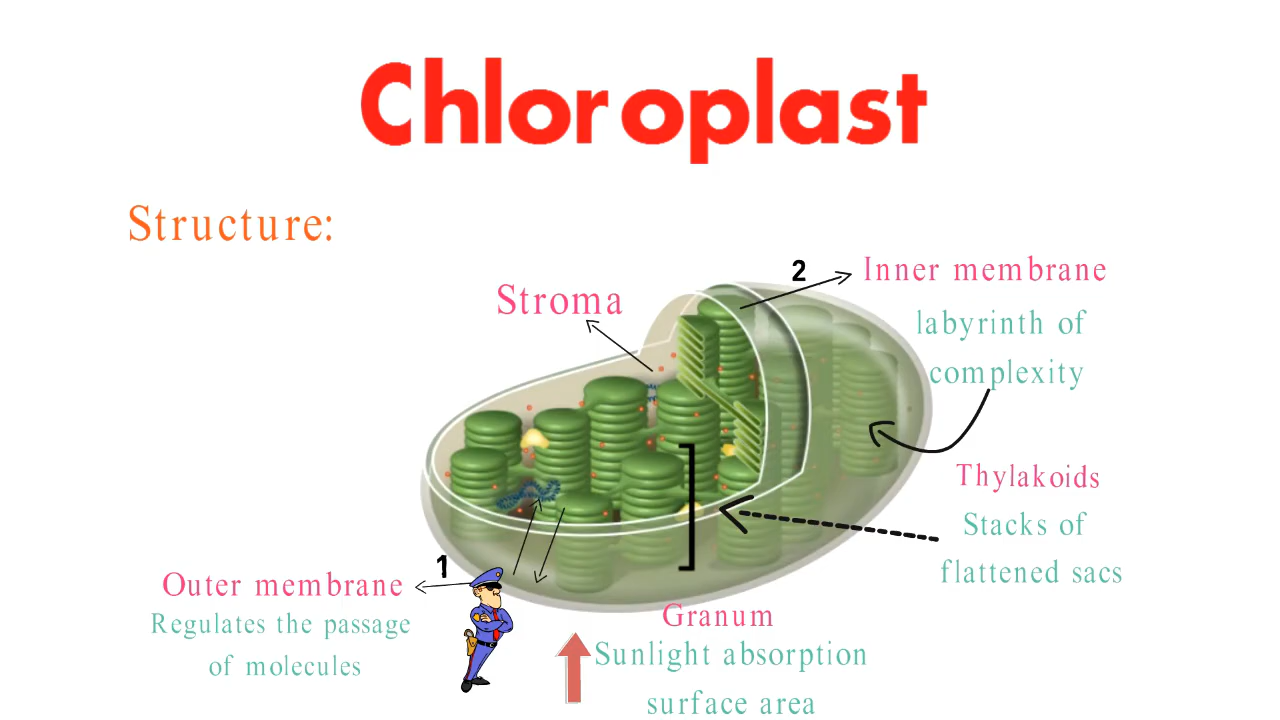 Chloroplast
Structure:
2
Inner membrane
labyrinth of
complexity
Stroma
Thylakoids
Stacks of
flattened sacs
1
Outer membrane
Regulates the passage
of molecules
Granum
Sunlight absorption
surface area